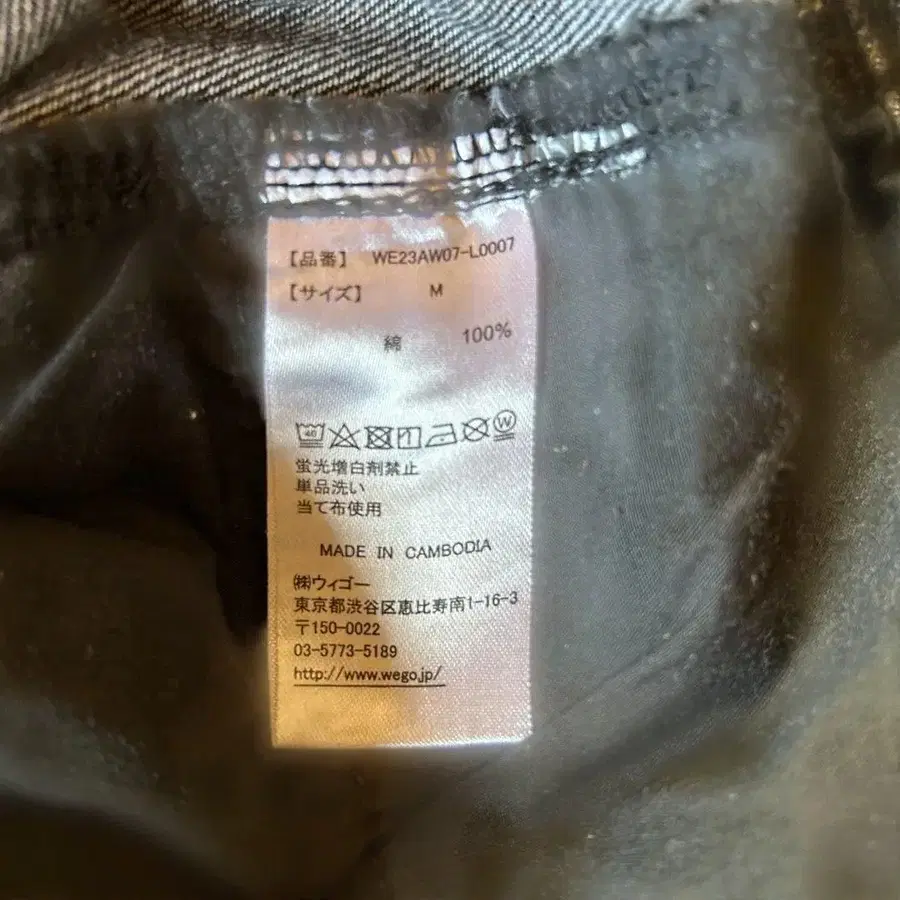 【品番】 WE23AW07-L0007
【サイズ】 M
綿 100%
40 W
蛍光増白剤禁止
単品洗い
当て布使用
MADE IN CAMBODIA
㈱ウィゴー
東京都渋谷区恵比寿南1-16-3
〒150-0022
03-5773-5189
http://www.wego.jp/